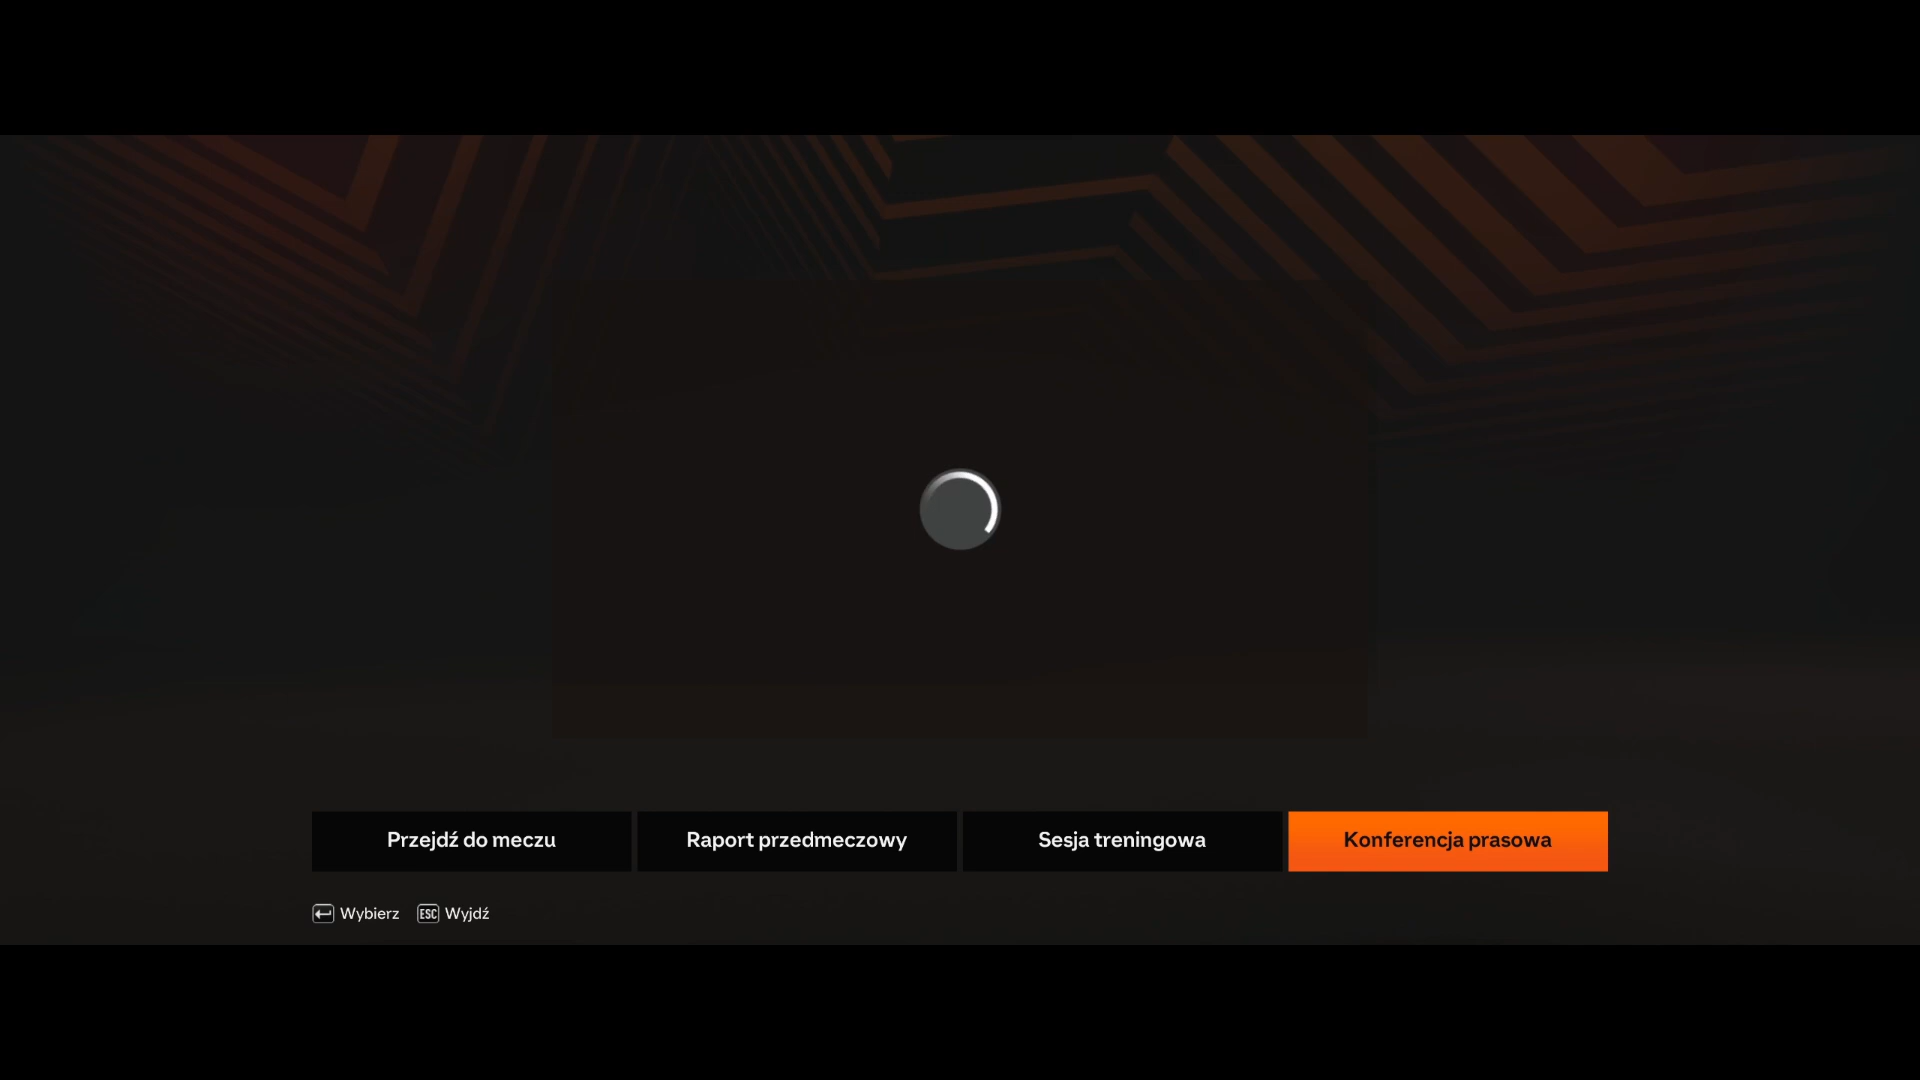 Przejdź do meczu
Raport przedmeczowy
Sesja treningowa
Konferencja prasowa
Wybierz
ESC Wyjdź